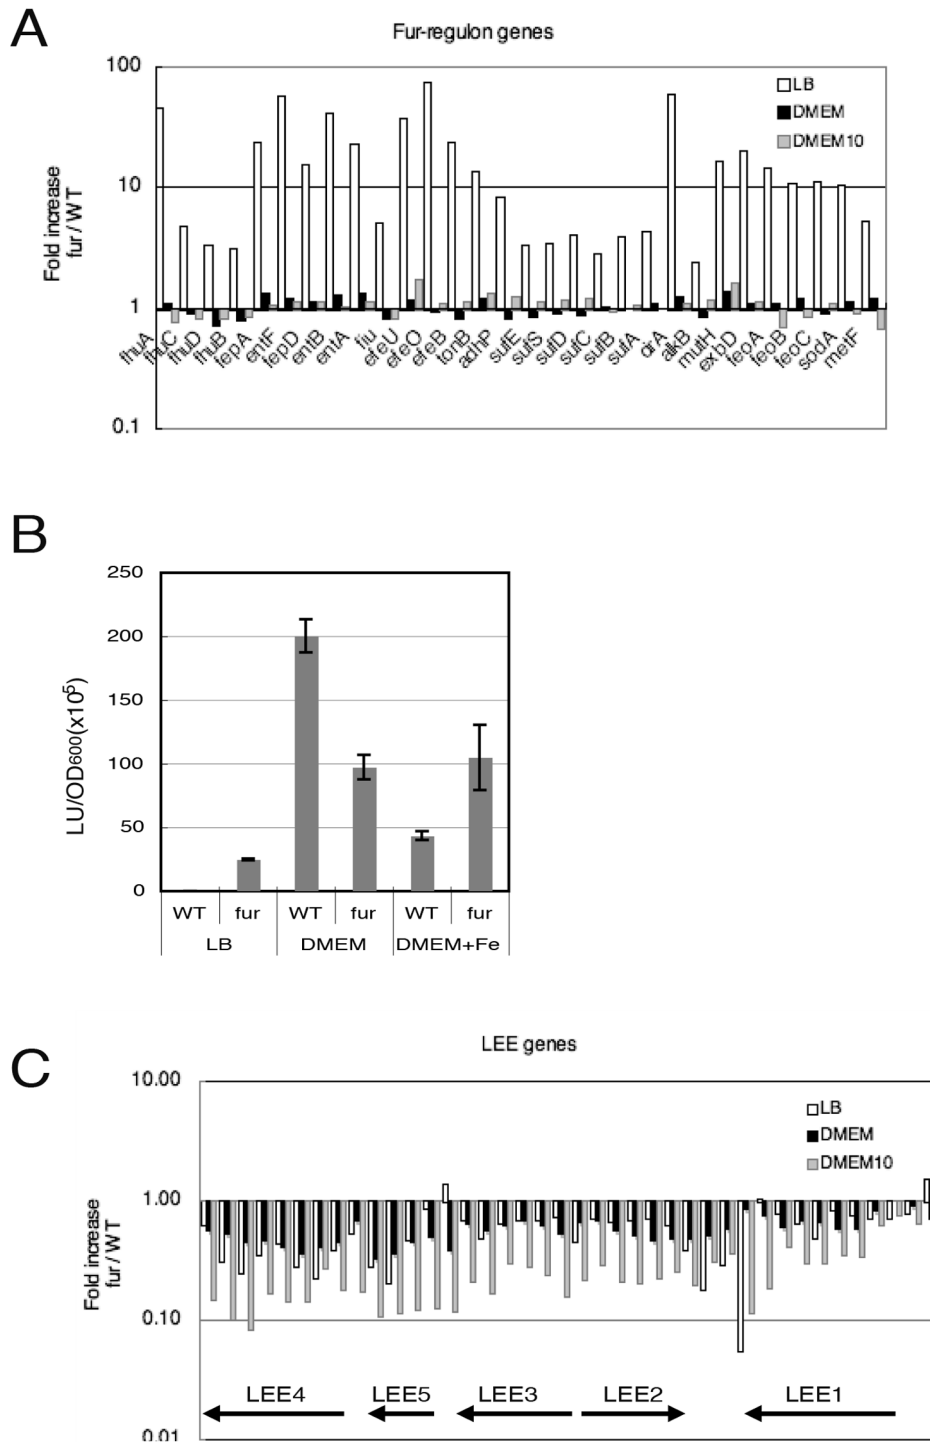 A
Fur-regulon genes
100
10
1
0.1
Fold increase
fur / WT
LB
DMEM
DMEM10
fhuA
fhuC
fhuD
fhuB
fepA
entF
fepD
entB
entA
fiu
efeU
efeO
efeB
tonB
adhP
sufE
sufS
sufD
sufC
sufB
sufA
alkB
mutH
exbD
feoA
feoB
feoC
sodA
metF
B
LU/OD600(x10⁵)
250
200
150
100
50
0
WT fur WT fur WT fur
LB DMEM DMEM+Fe
C
LEE genes
10.00
1.00
0.10
0.01
Fold increase
fur / WT
LB
DMEM
DMEM10
LEE4 LEE5 LEE3 LEE2 LEE1